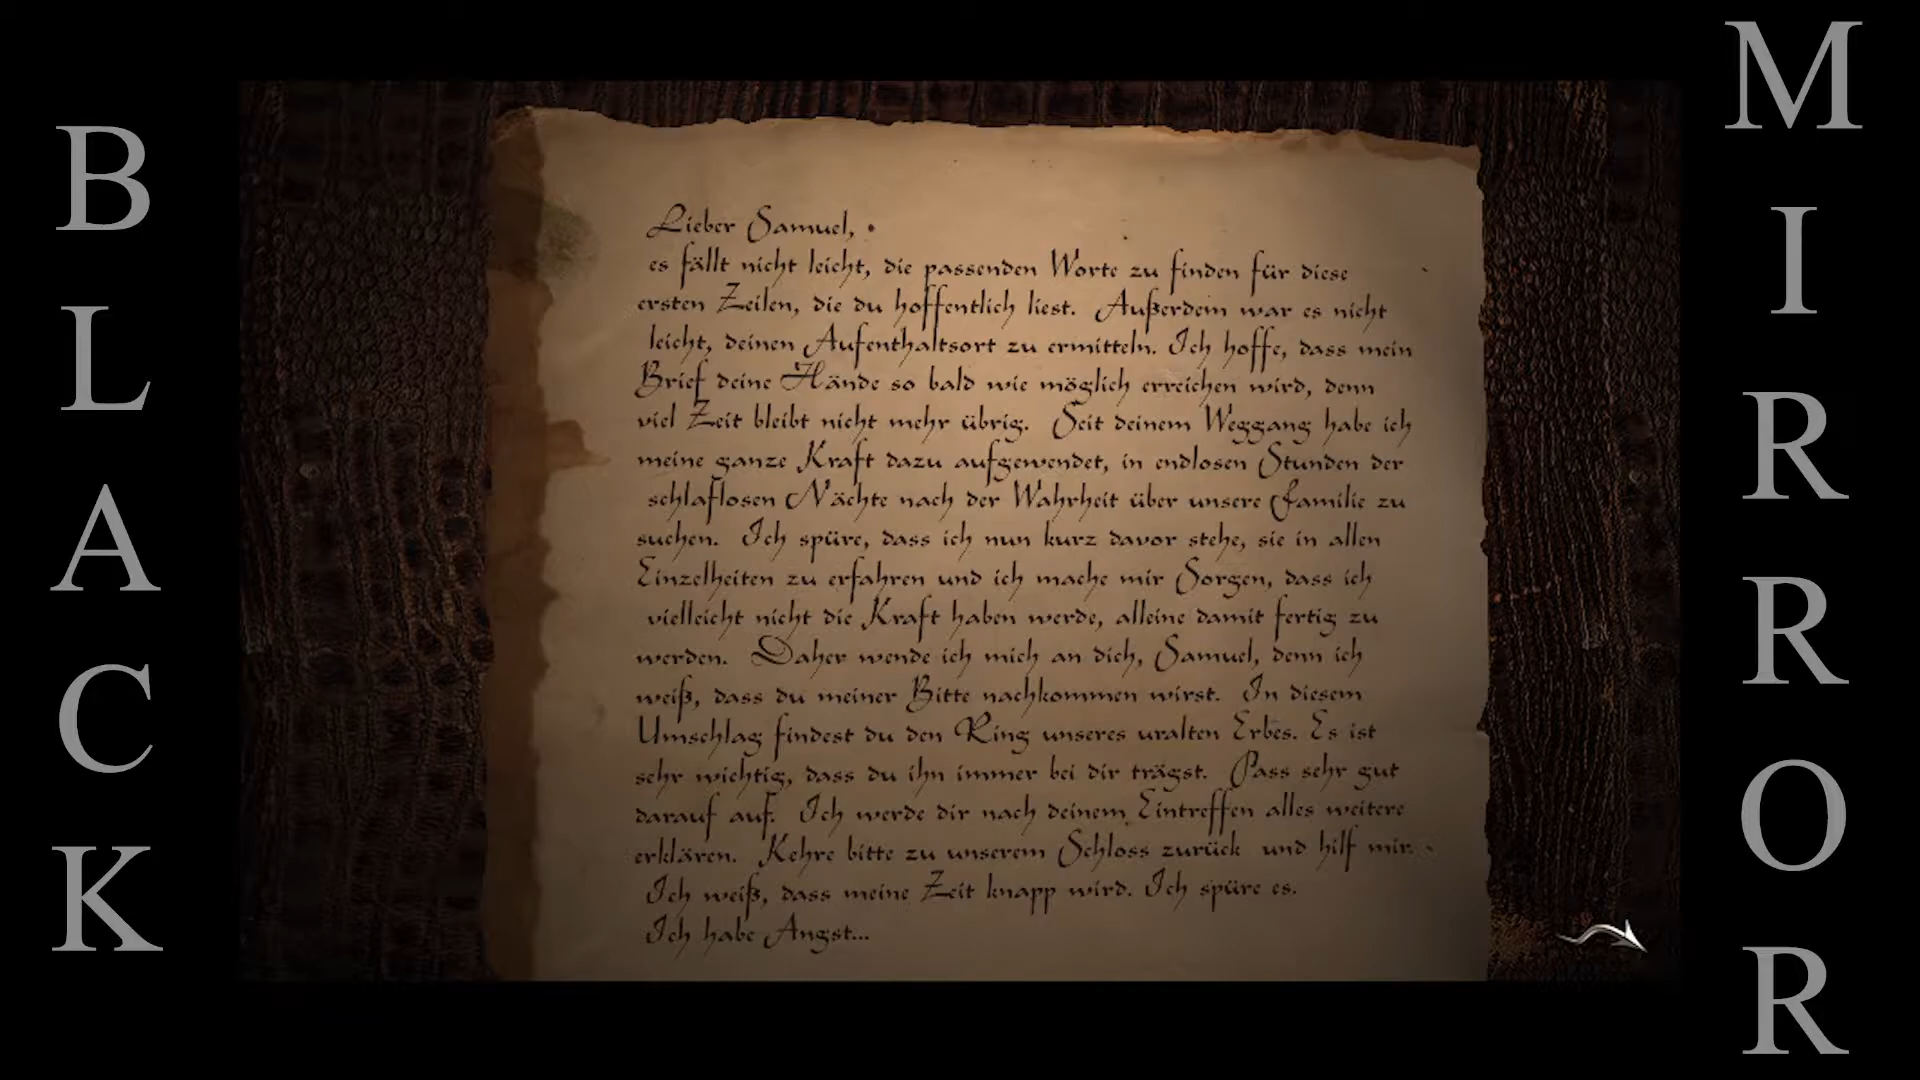 BLACK
MIRROR
Lieber Samuel,
es fällt nicht leicht, die passenden Worte zu finden für diese
ersten Zeilen, die du hoffentlich liest. Außerdem war es nicht
leicht, deinen Aufenthaltsort zu ermitteln. Ich hoffe, dass mein
Brief deine Hände so bald wie möglich erreichen wird, denn
viel Zeit bleibt nicht mehr übrig. Seit deinem Weggang habe ich
meine ganze Kraft dazu aufgewendet, in endlosen Stunden der
schlaflosen Nächte nach der Wahrheit über unsere Familie zu
suchen. Ich spüre, dass ich nun kurz davor stehe, sie in allen
Einzelheiten zu erfahren und ich mache mir Sorgen, dass ich
vielleicht nicht die Kraft haben werde, alleine damit fertig zu
werden. Daher wende ich mich an dich, Samuel, denn ich
weiß, dass du meiner Bitte nachkommen wirst. In diesem
Umschlag findest du den Ring unseres uralten Erbes. Es ist
sehr wichtig, dass du ihn immer bei dir trägst. Pass sehr gut
darauf auf. Ich werde dir nach deinem Eintreffen alles weitere
erklären. Kehre bitte zu unserem Schloss zurück und hilf mir.
Ich weiß, dass meine Zeit knapp wird. Ich spüre es.
Ich habe Angst...